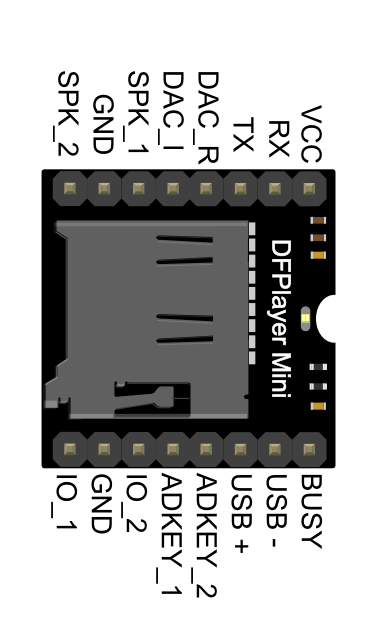 SPK_2
GND
SPK_1
DAC_I
DAC_R
TX
RX
VCC
DFPlayer Mini
IO_1
GND
IO_2
ADKEY_1
ADKEY_2
USB +
USB -
BUSY